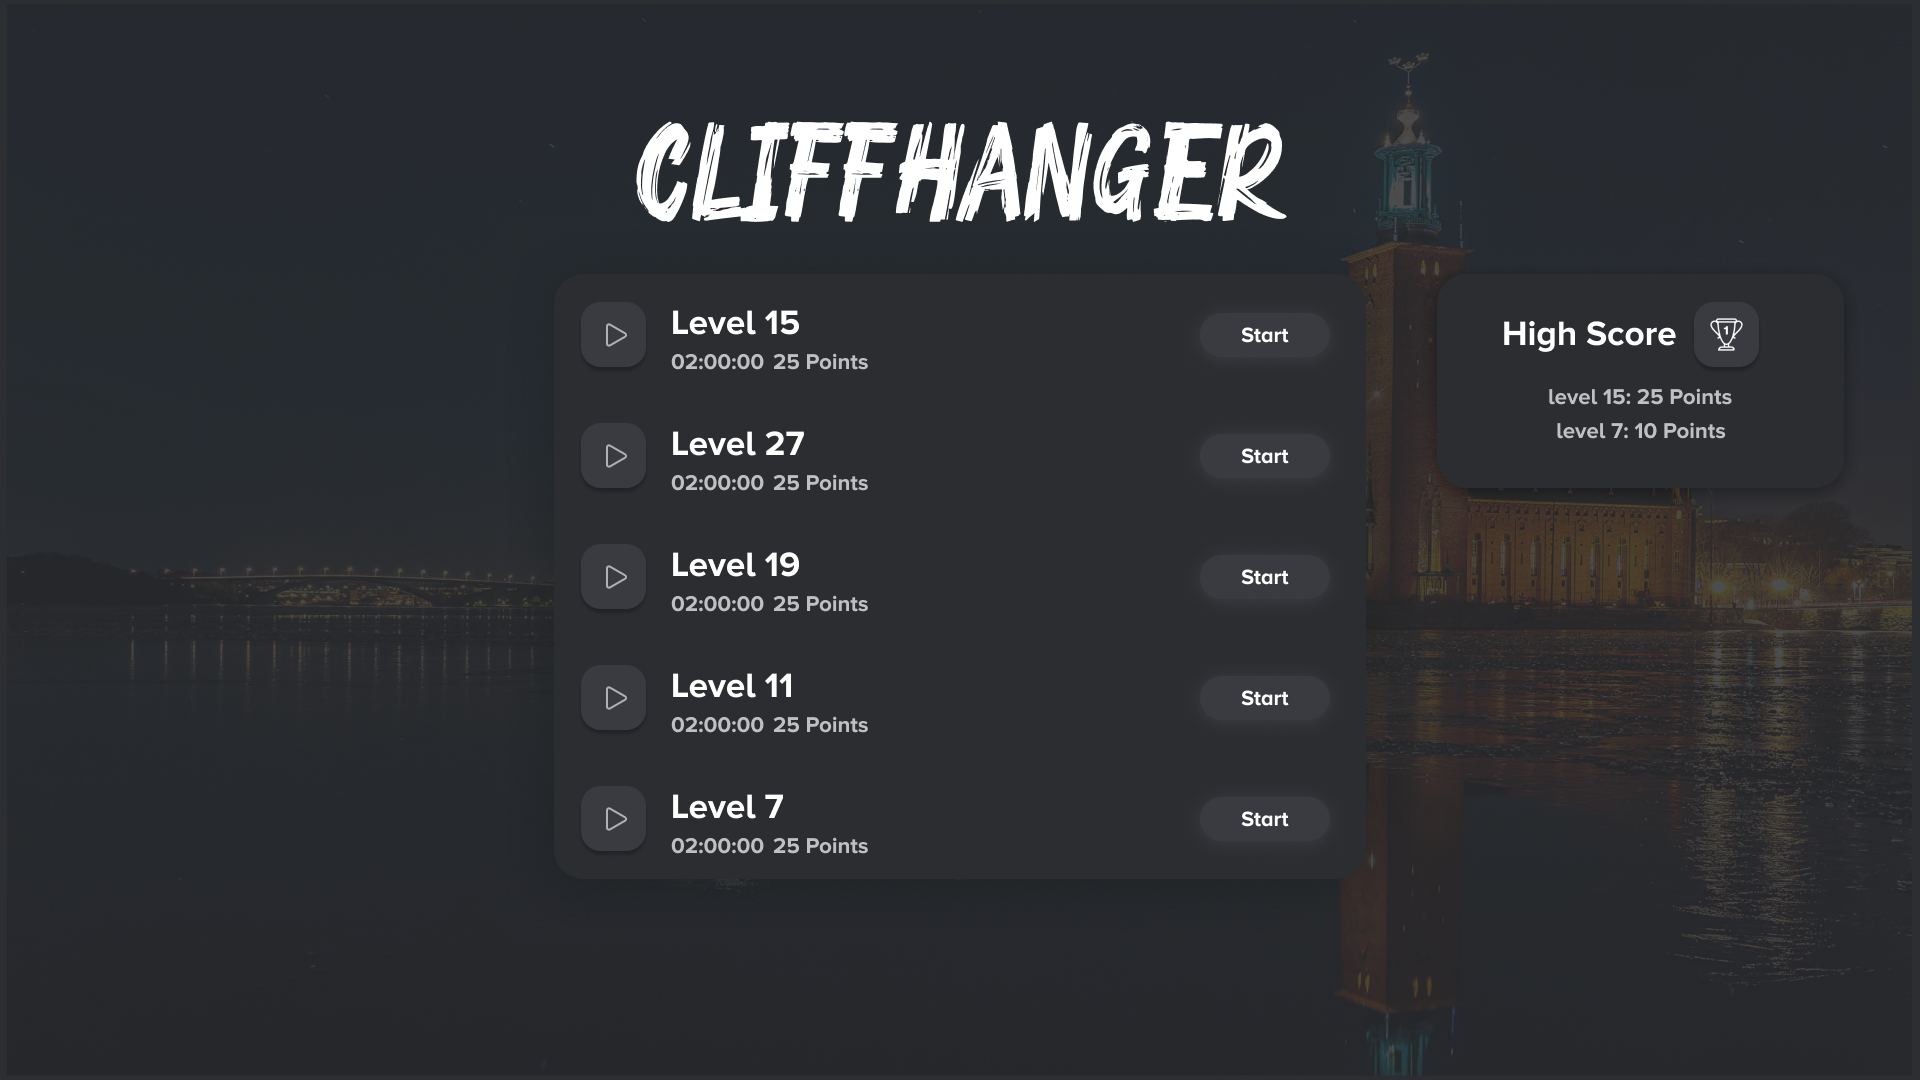 CLIFFHANGER
Level 15
02:00:00 25 Points
Start
Level 27
02:00:00 25 Points
Start
Level 19
02:00:00 25 Points
Start
Level 11
02:00:00 25 Points
Start
Level 7
02:00:00 25 Points
Start
High Score
1
level 15: 25 Points
level 7: 10 Points